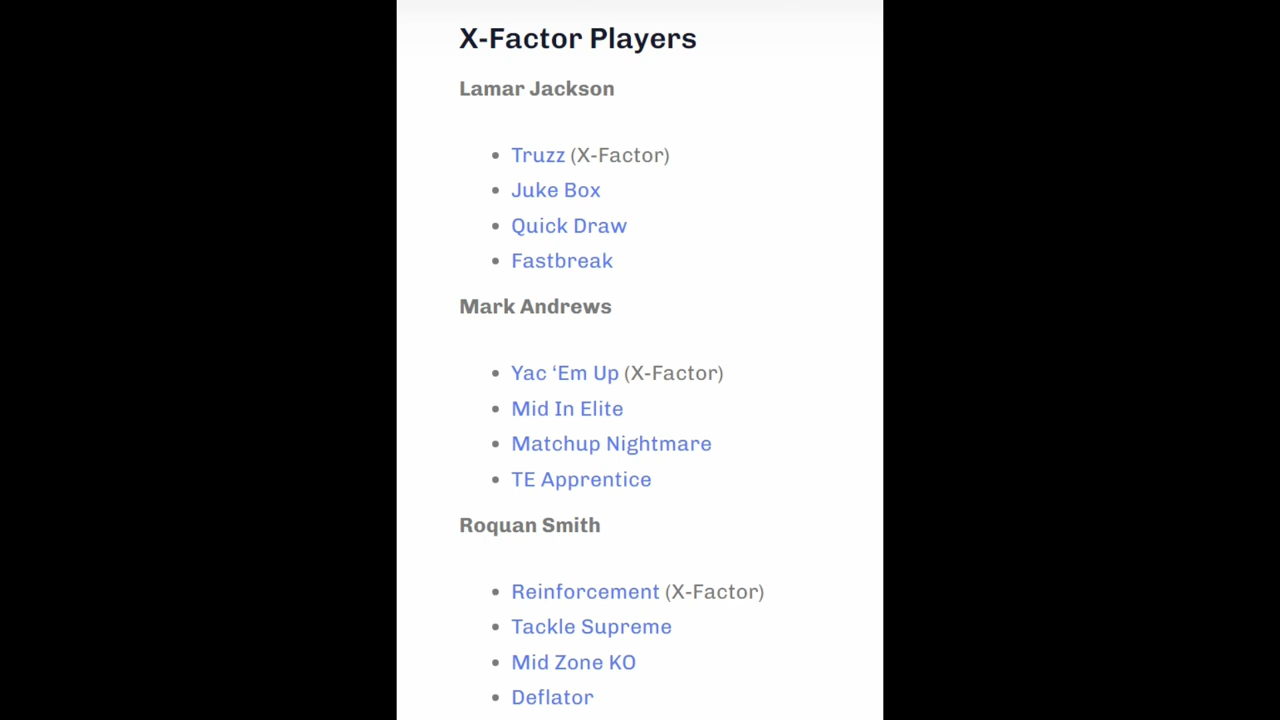 X-Factor Players
Lamar Jackson
Truzz (X-Factor)
Juke Box
Quick Draw
Fastbreak
Mark Andrews
Yac ‘Em Up (X-Factor)
Mid In Elite
Matchup Nightmare
TE Apprentice
Roquan Smith
Reinforcement (X-Factor)
Tackle Supreme
Mid Zone KO
Deflator